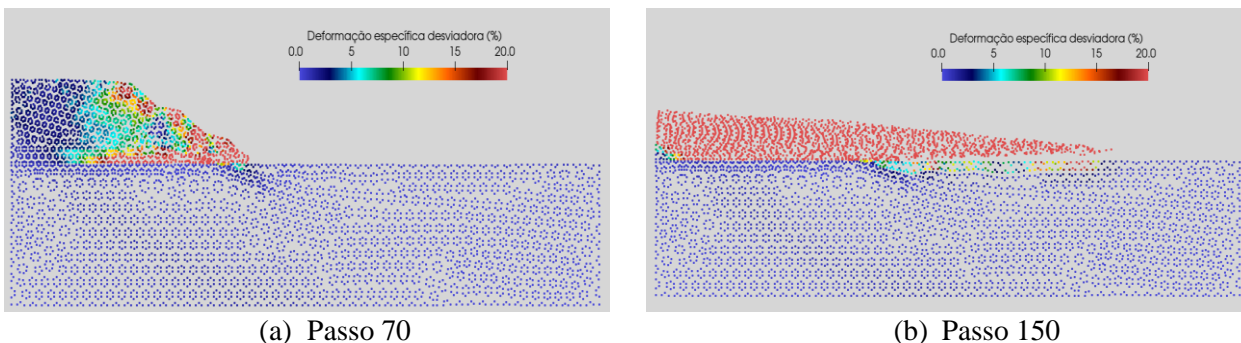 Deformação específica desviadora (%)
0.0 5 10 15 20.0
Deformação específica desviadora (%)
0.0 5 10 15 20.0
(a) Passo 70
(b) Passo 150